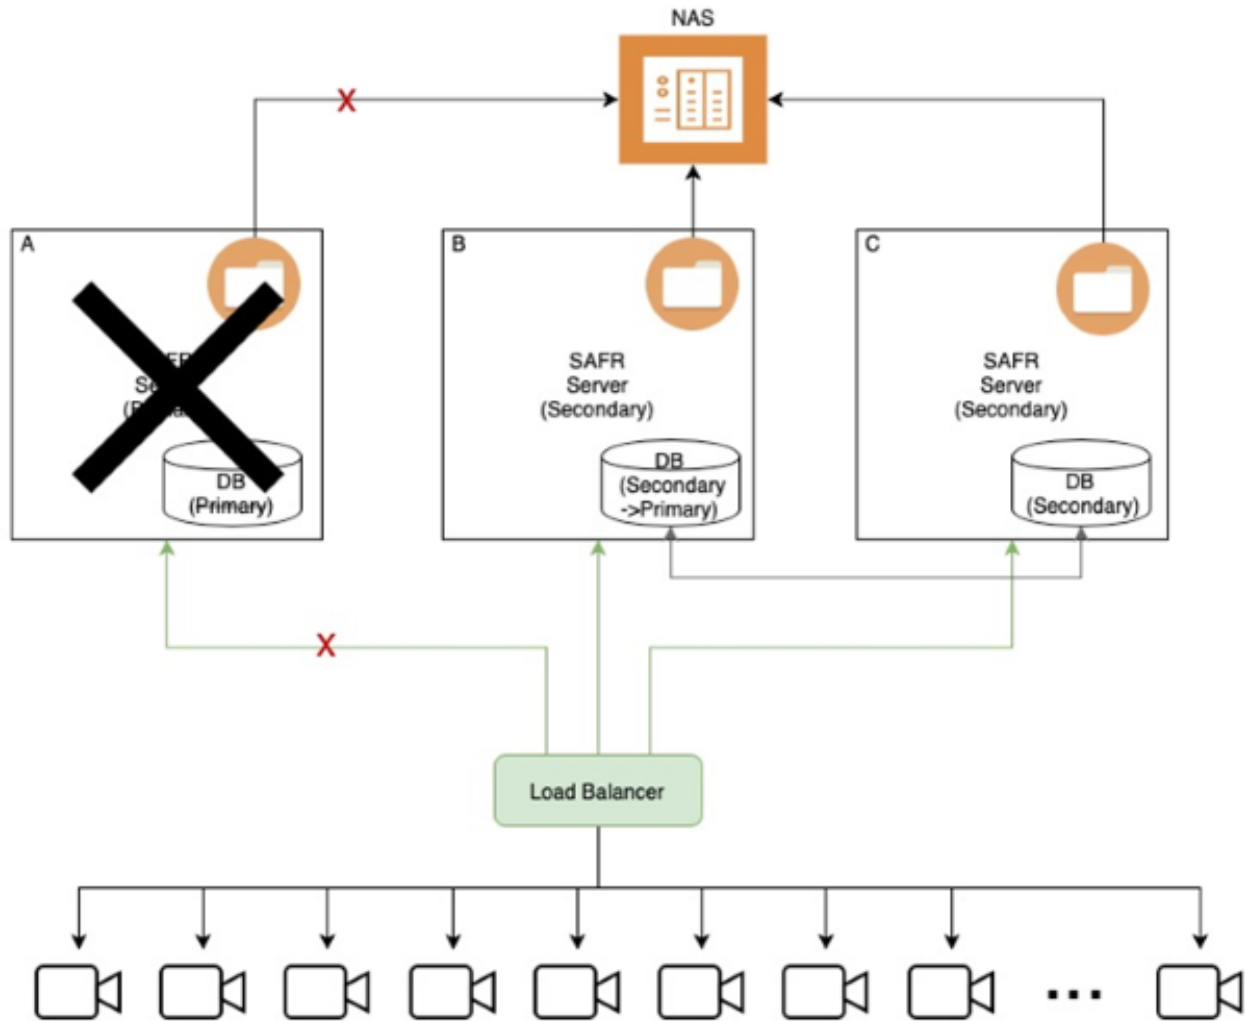 NAS
X
A
B
C
SAFR
Server
(Secondary)
SAFR
Server
(Secondary)
DB
(Primary)
DB
(Secondary
->Primary)
DB
(Secondary)
X
Load Balancer
...